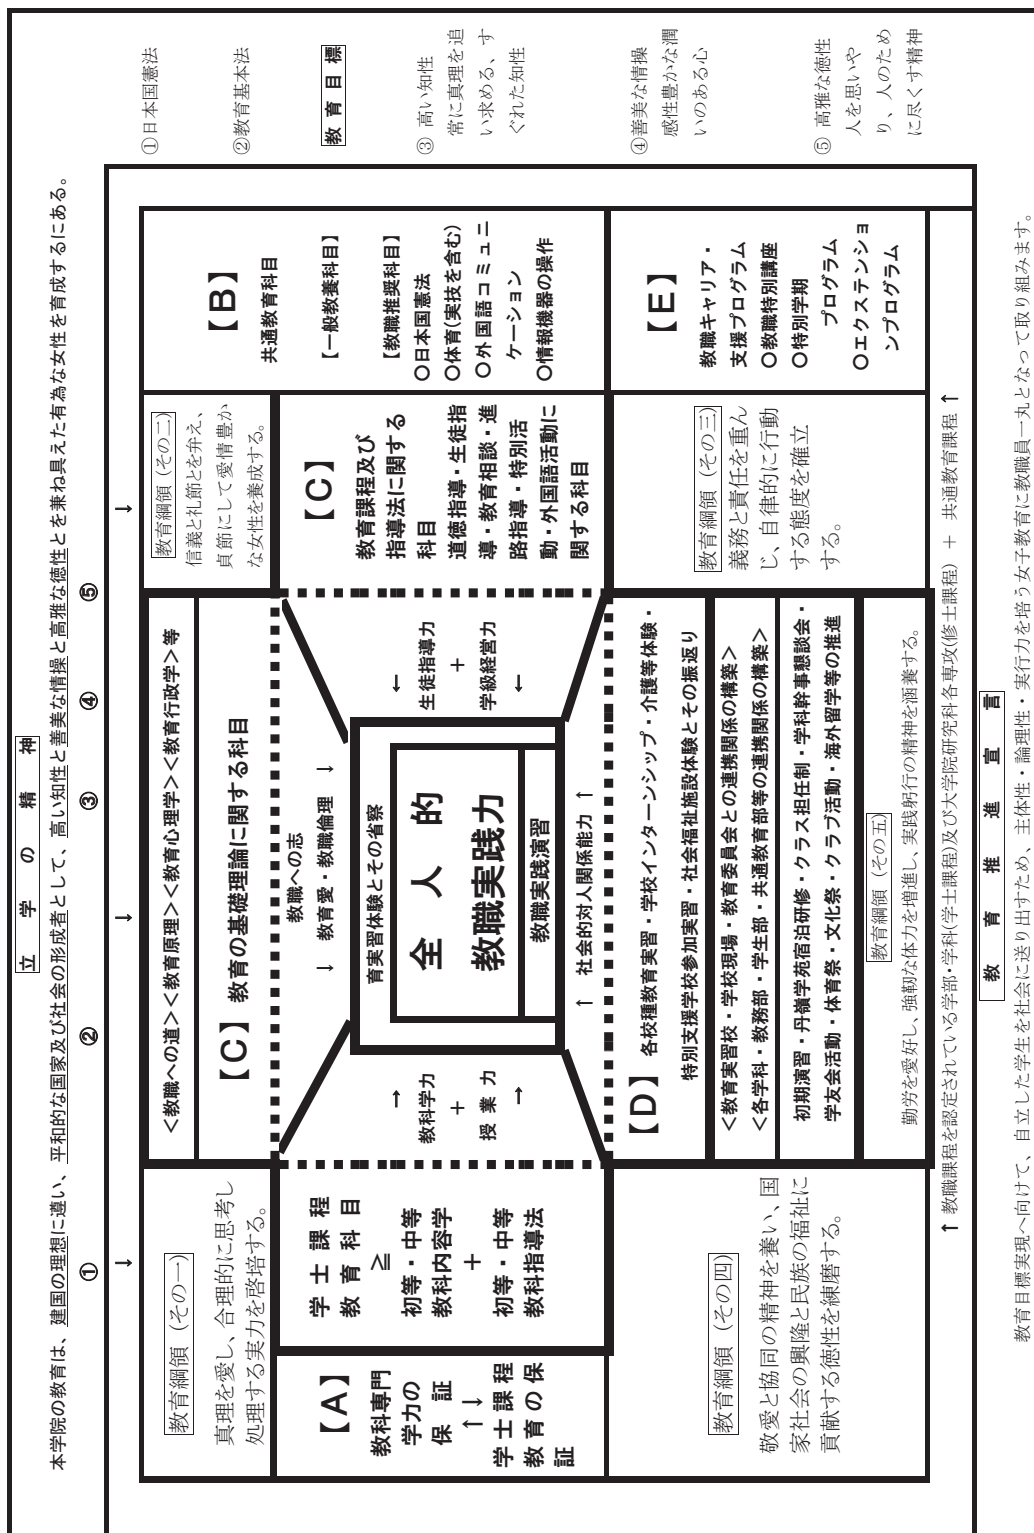 立学の精神
本学院の教育は、建国の理想に遵い、平和的な国家及び社会の形成者として、高い知性と善美な情操と高雅な徳性とを兼ね具えた有為な女性を育成するにある。
① ② ③ ④ ⑤
↓ ↓ ↓
①日本国憲法
②教育基本法
教育目標
③ 高い知性
常に真理を追
い求める、す
ぐれた知性
④善美な情操
感性豊かな潤
いのある心
⑤ 高雅な徳性
人を思いや
り、人のため
に尽くす精神
教育綱領（その一）
真理を愛し、合理的に思考し
処理する実力を啓培する。
＜教職への道＞＜教育原理＞＜教育心理学＞＜教育行政学＞等
【C】 教育の基礎理論に関する科目
教育綱領（その二）
信義と礼節とを弁え、
貞節にして愛情豊か
な女性を養成する。
【B】
共通教育科目
【一般教養科目】
【教職推奨科目】
○日本国憲法
○体育(実技を含む)
○外国語コミュニ
ケーション
○情報機器の操作
【A】
教科専門
学力の
保 証
↑↓
学士課程
教育の保
証
学士課程
教育科目
≧
初等・中等
教科内容学
＋
初等・中等
教科指導法
教職への志
↓ 教育愛・教職倫理 ↓
→
教科学力
＋
授業力
→
育実習体験とその省察
全人的
教職実践力
教職実践演習
←
生徒指導力
＋
学級経営力
←
↑ 社会的対人関係能力 ↑
【C】
教育課程及び
指導法に関する
科目
道徳指導・生徒指
導・教育相談・進
路指導・特別活
動・外国語活動に
関する科目
教育綱領（その四）
敬愛と協同の精神を養い、国
家社会の興隆と民族の福祉に
貢献する徳性を練磨する。
【D】 各校種教育実習・学校インターンシップ・介護等体験・
特別支援学校参加実習・社会福祉施設体験とその振返り
＜教育実習校・学校現場・教育委員会との連携関係の構築＞
＜各学科・教務部・学生部・共通教育部等の連携関係の構築＞
初期演習・丹嶺学苑宿泊研修・クラス担任制・学科幹事懇談会・
学友会活動・体育祭・文化祭・クラブ活動・海外留学等の推進
教育綱領（その五）
勤労を愛好し、強靭な体力を増進し、実践躬行の精神を涵養する。
教育綱領（その三）
義務と責任を重ん
じ、自律的に行動
する態度を確立
する。
【E】
教職キャリア・
支援プログラム
○教職特別講座
○特別学期
プログラム
○エクステンショ
ンプログラム
↑ 教職課程を認定されている学部・学科(学士課程)及び大学院研究科各専攻(修士課程) ＋ 共通教育課程 ↑
教育推進宣言
教育目標実現へ向けて、自立した学生を社会に送り出すため、主体性・論理性・実行力を培う女子教育に教職員一丸となって取り組みます。